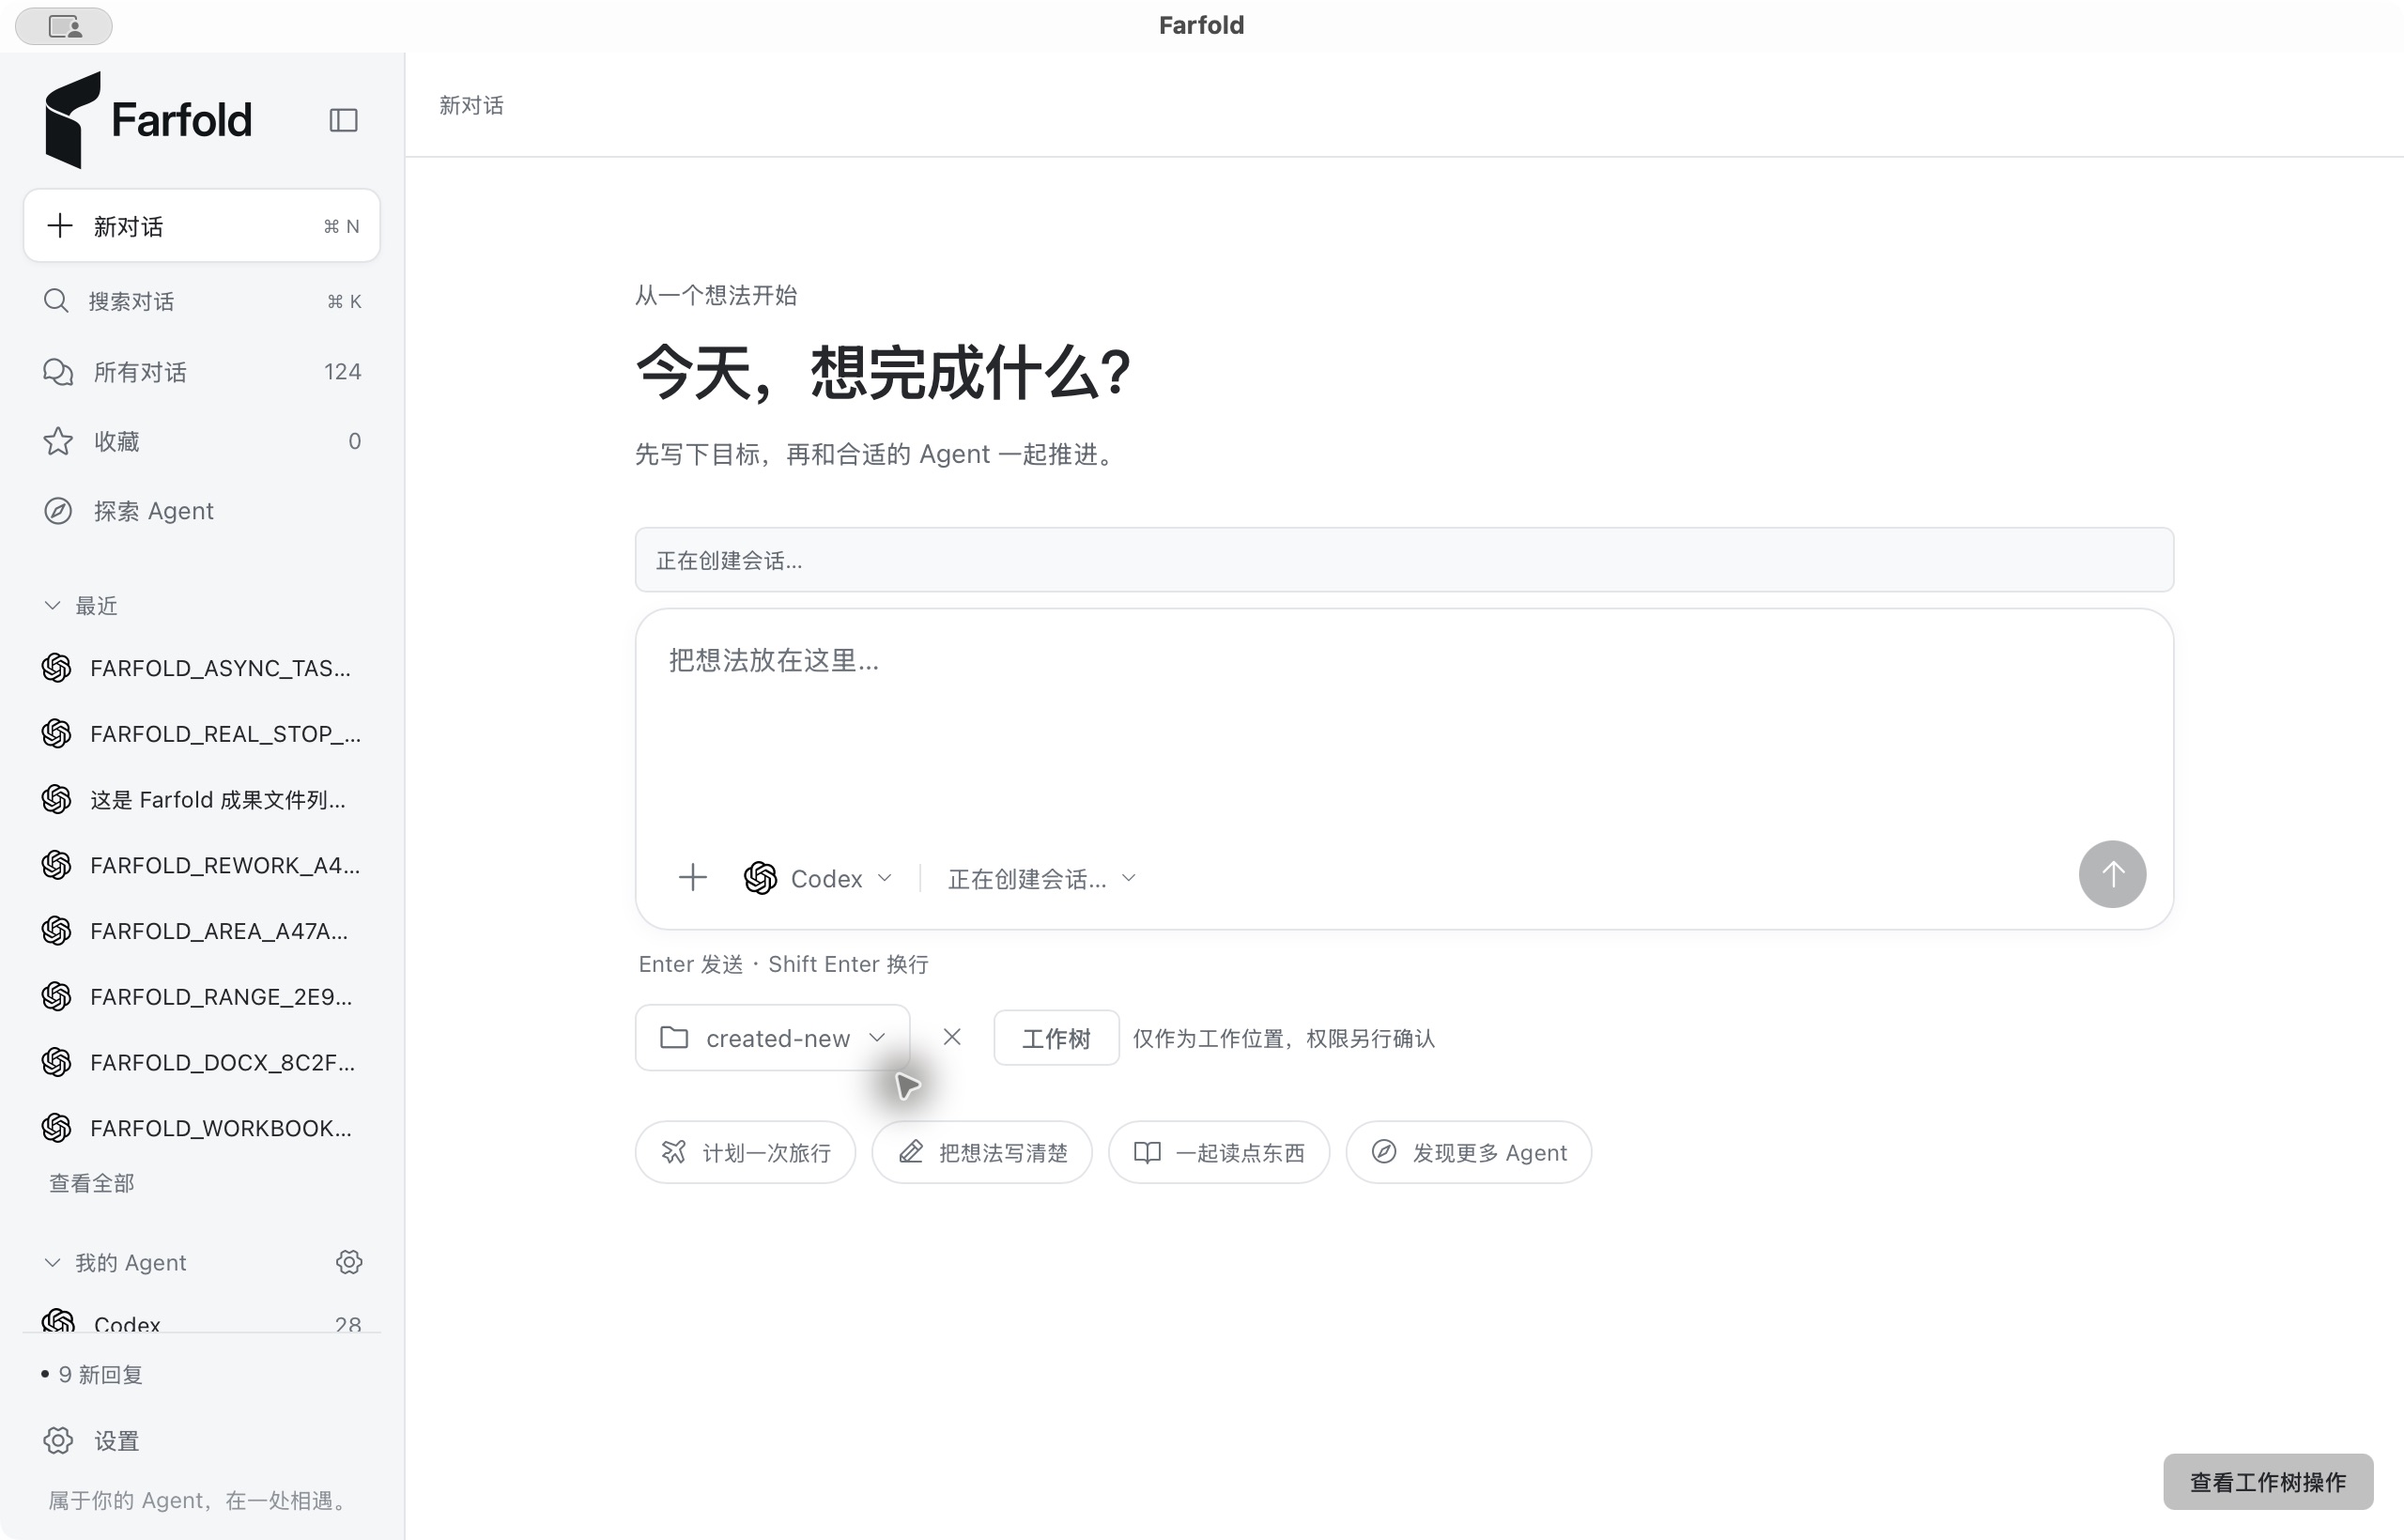 Farfold
Farfold
新对话 ⌘ N
搜索对话 ⌘ K
所有对话 124
收藏 0
探索 Agent
最近
FARFOLD_ASYNC_TAS...
FARFOLD_REAL_STOP_...
这是 Farfold 成果文件列...
FARFOLD_REWORK_A4...
FARFOLD_AREA_A47A...
FARFOLD_RANGE_2E9...
FARFOLD_DOCX_8C2F...
FARFOLD_WORKBOOK...
查看全部
我的 Agent
Codex 28
9 新回复
设置
属于你的 Agent，在一处相遇。
新对话
从一个想法开始
今天，想完成什么？
先写下目标，再和合适的 Agent 一起推进。
正在创建会话...
把想法放在这里...
Codex 正在创建会话...
Enter 发送 · Shift Enter 换行
created-new 工作树 仅作为工作位置，权限另行确认
计划一次旅行 把想法写清楚 一起读点东西 发现更多 Agent
查看工作树操作